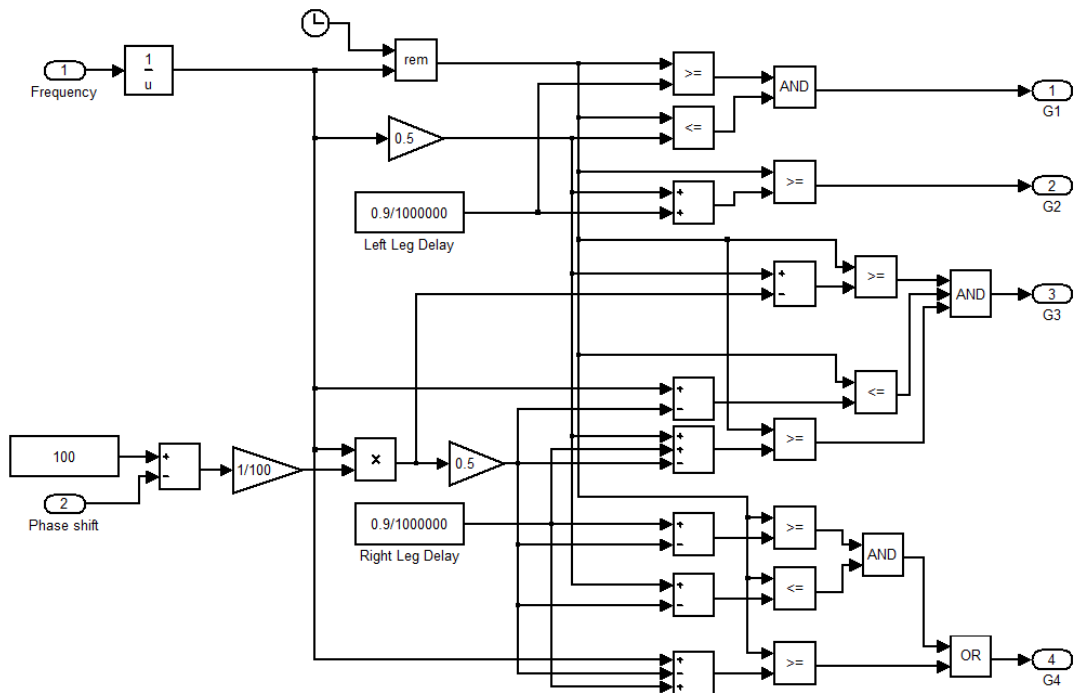 1
Frequency
1
u
rem
>=
<=
AND
1
G1
0.5
0.9/1000000
Left Leg Delay
+
+
>=
2
G2
+
-
>=
AND
3
G3
+
-
<=
+
+
-
>=
100
+
-
1/100
×
0.5
2
Phase shift
0.9/1000000
Right Leg Delay
+
-
>=
AND
+
-
<=
+
-
+
>=
OR
4
G4